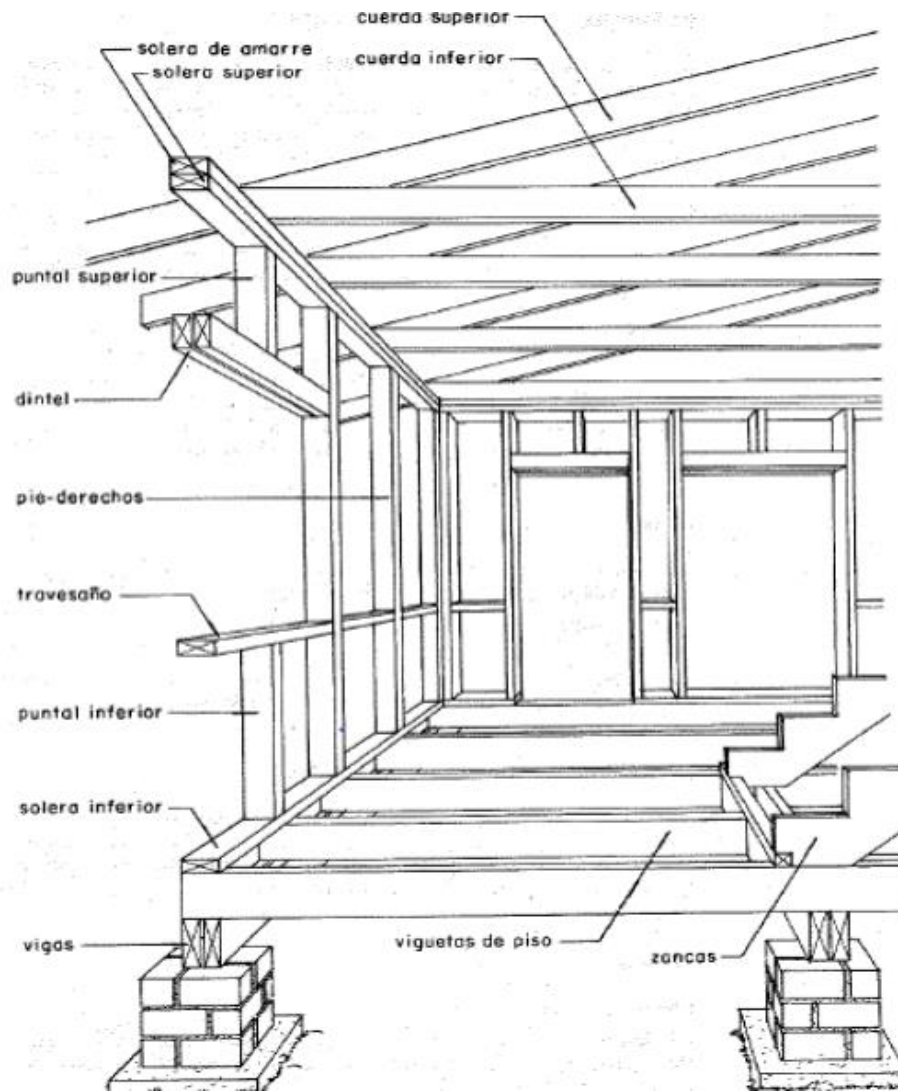 cuerda superior
solera de amarre
cuerda inferior
solera superior
puntal superior
dintel
pie-derechos
travesaño
puntal inferior
solera inferior
vigas
viguetas de piso
zancas